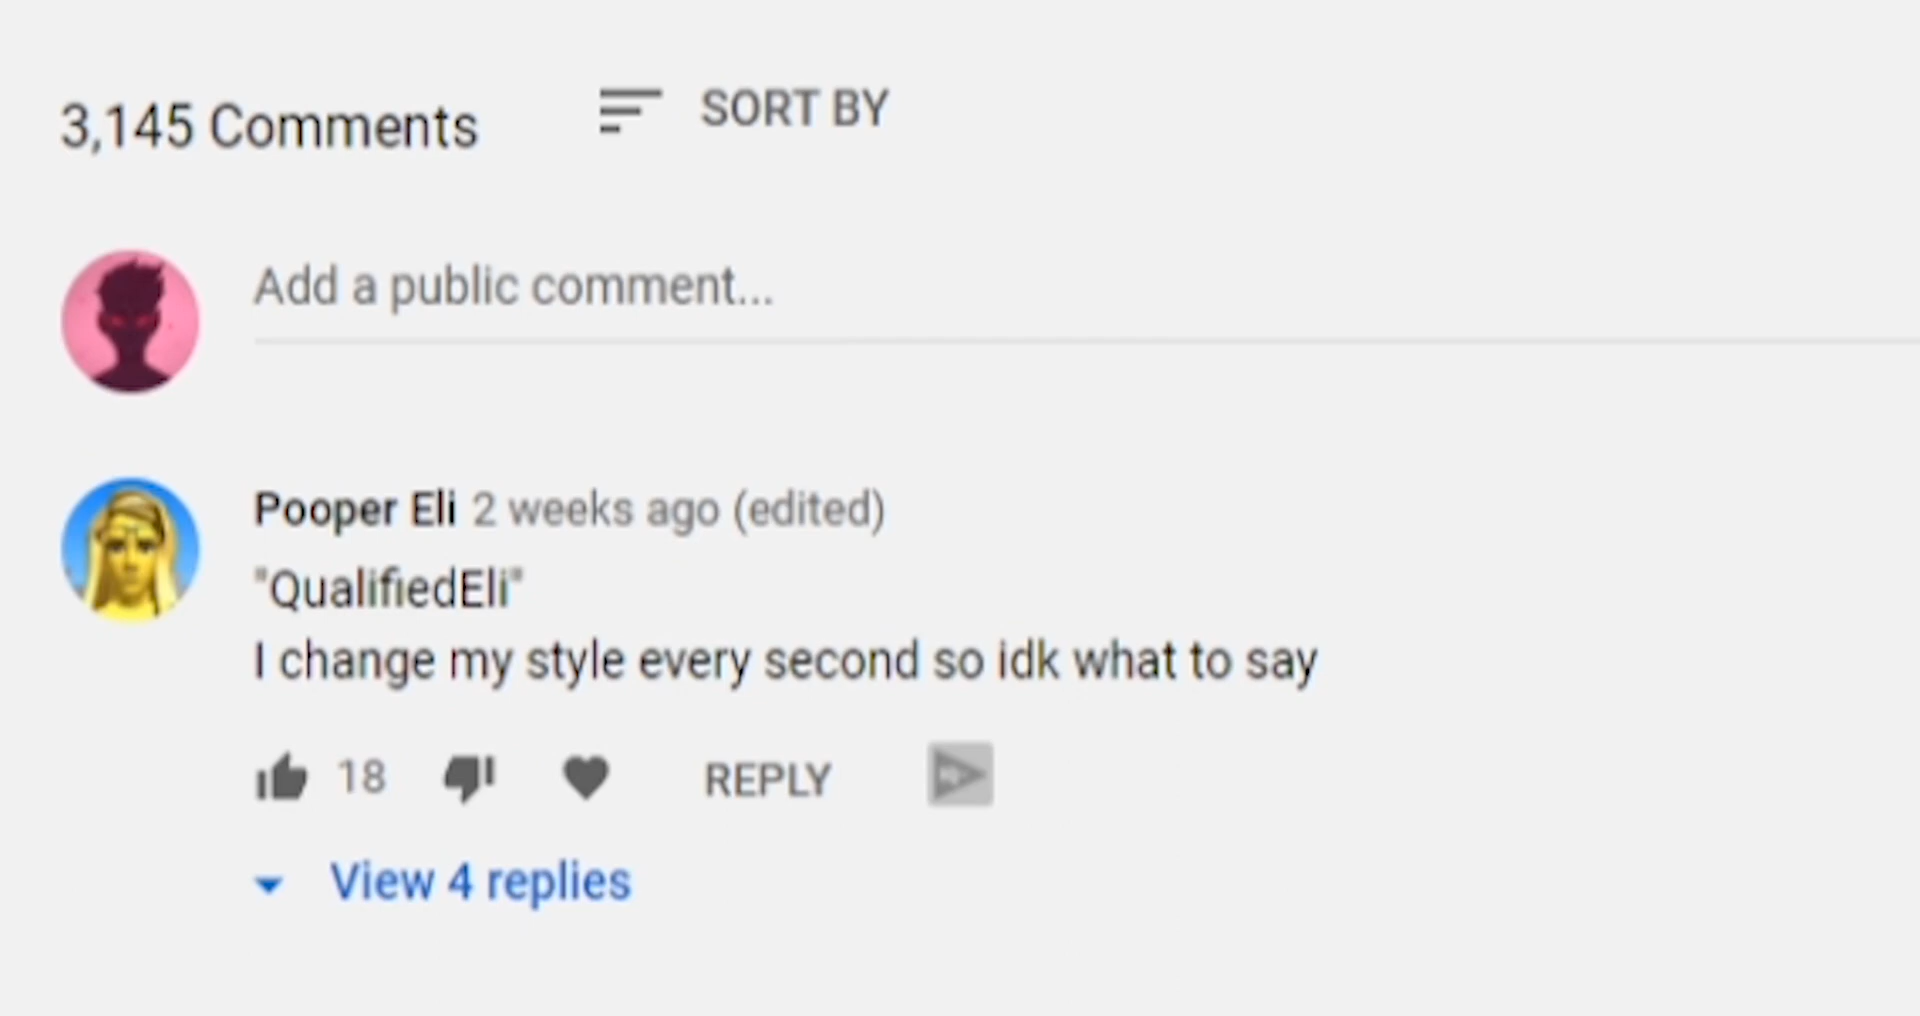 3,145 Comments SORT BY
Add a public comment...
Pooper Eli 2 weeks ago (edited)
"QualifiedEli"
I change my style every second so idk what to say
18 REPLY
View 4 replies